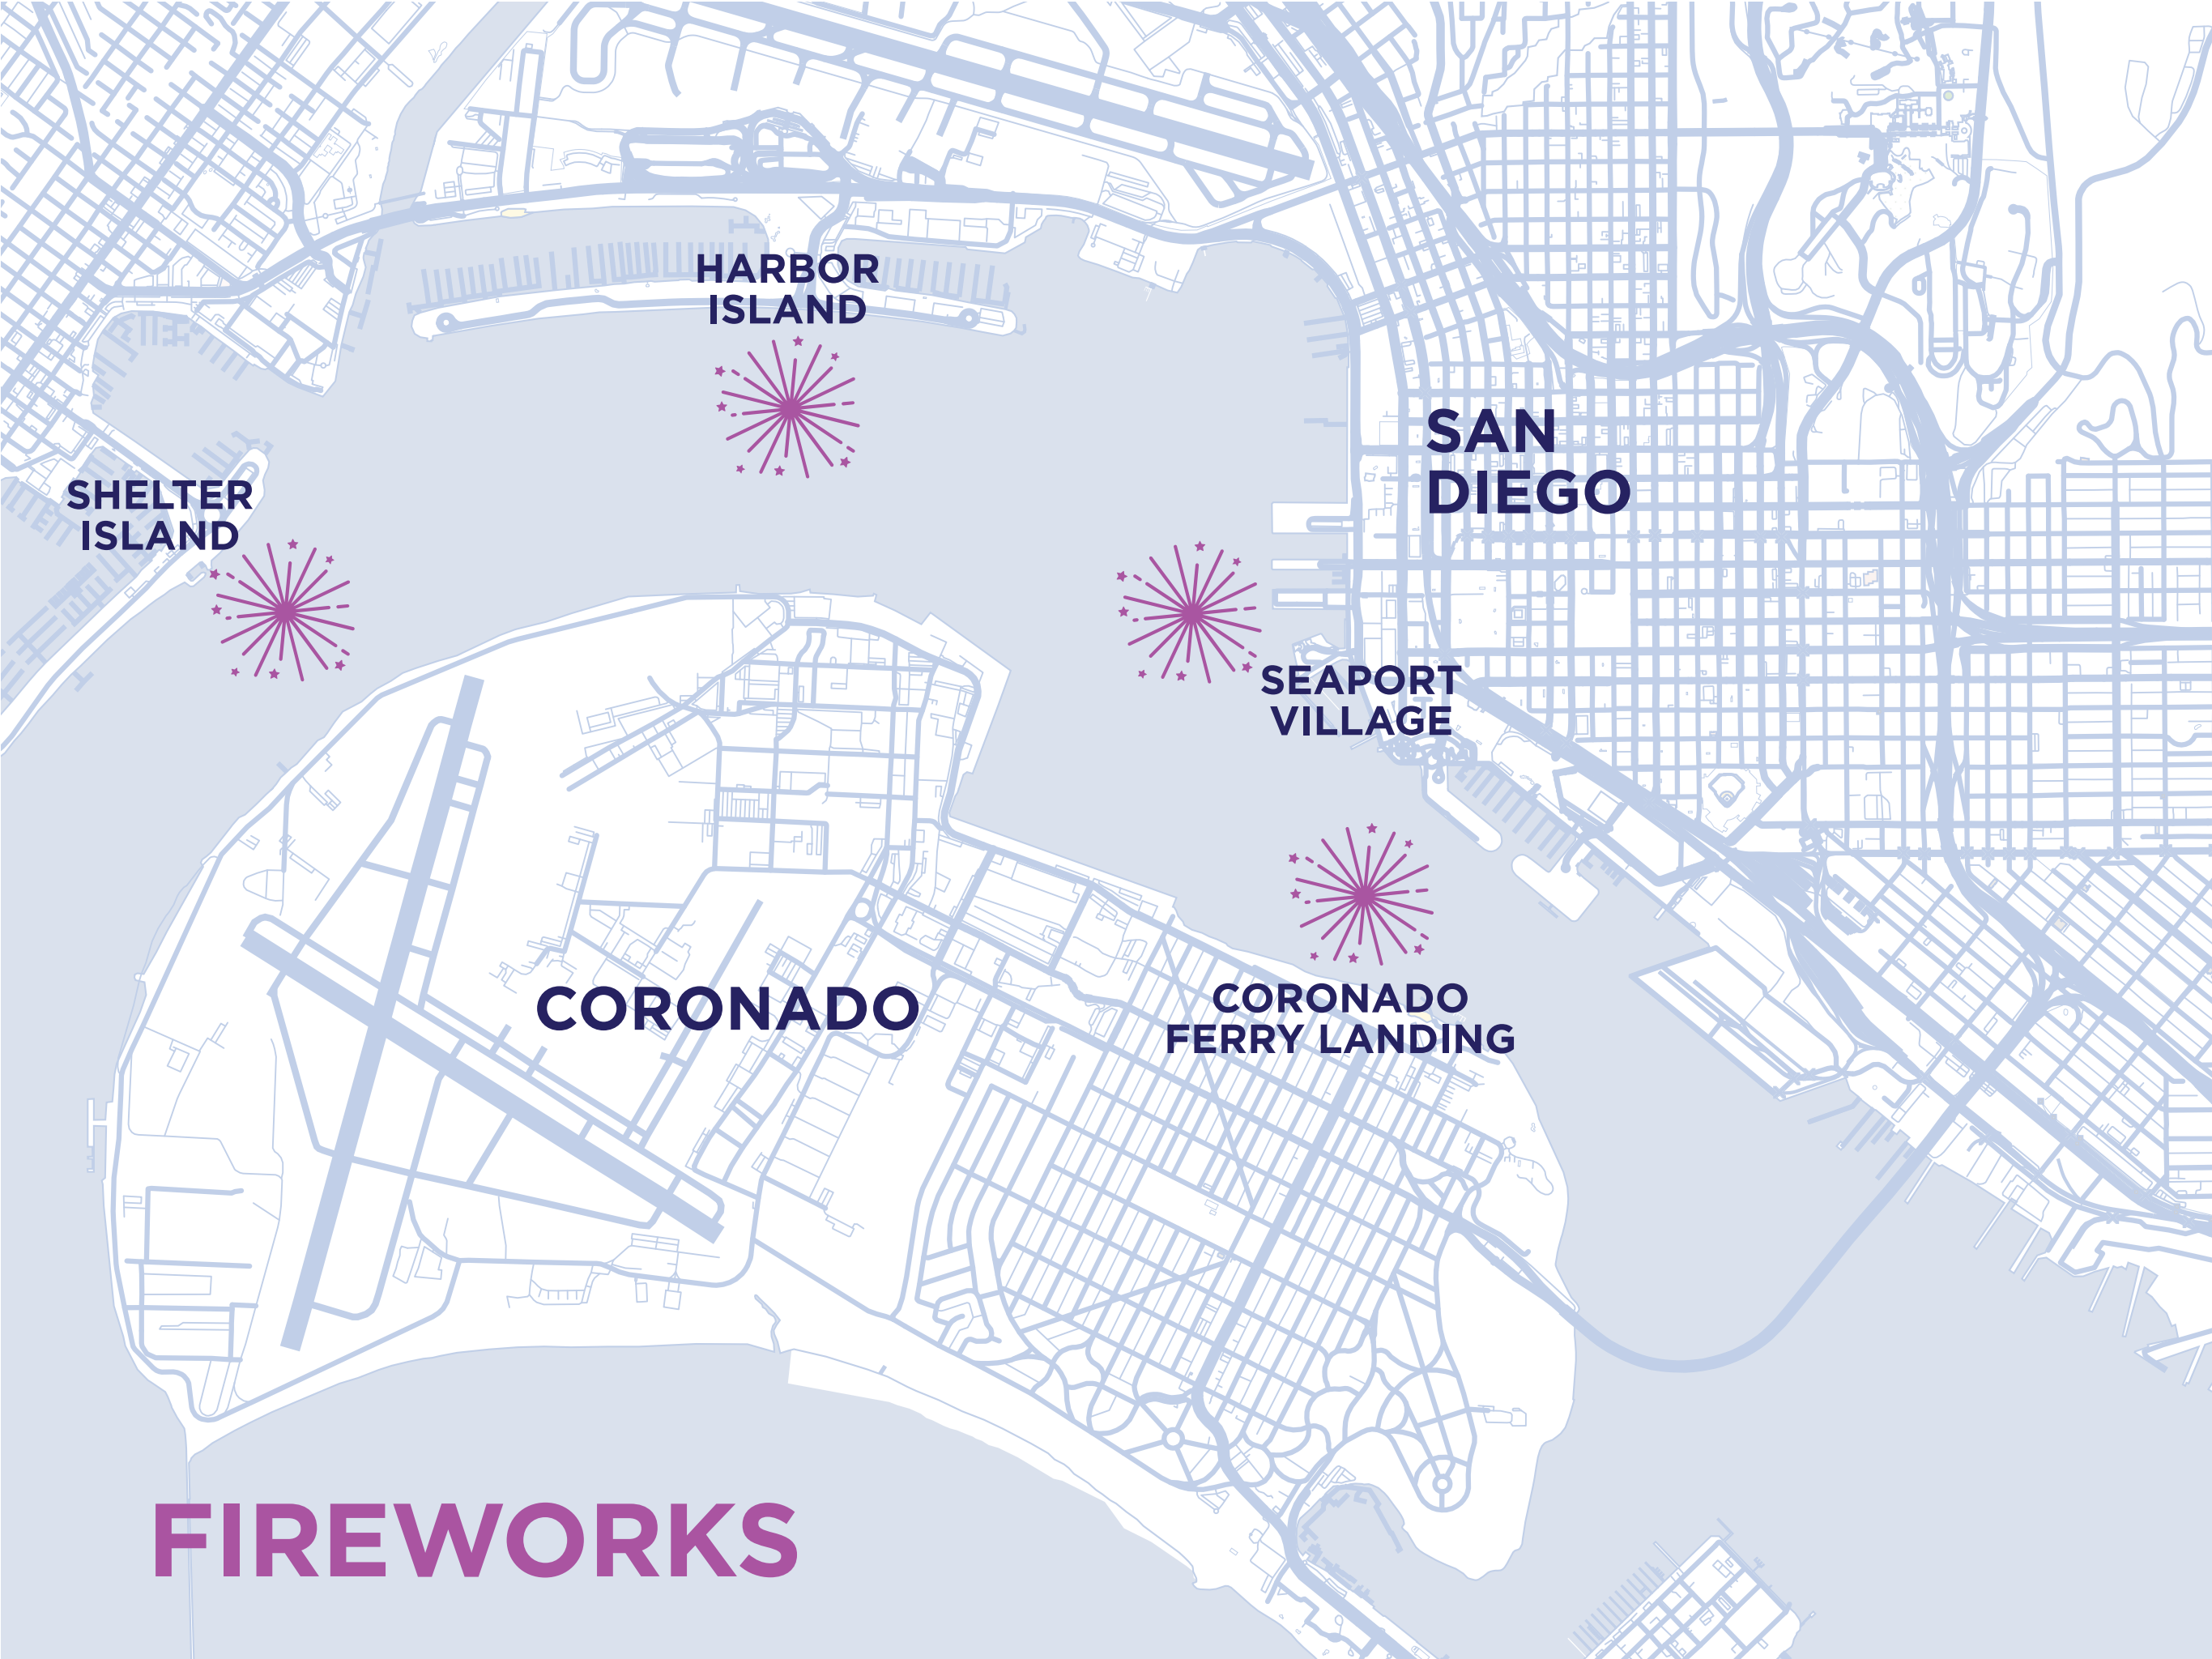 HARBOR
ISLAND
SAN
DIEGO
SHELTER
ISLAND
SEAPORT
VILLAGE
CORONADO
CORONADO
FERRY LANDING
FIREWORKS